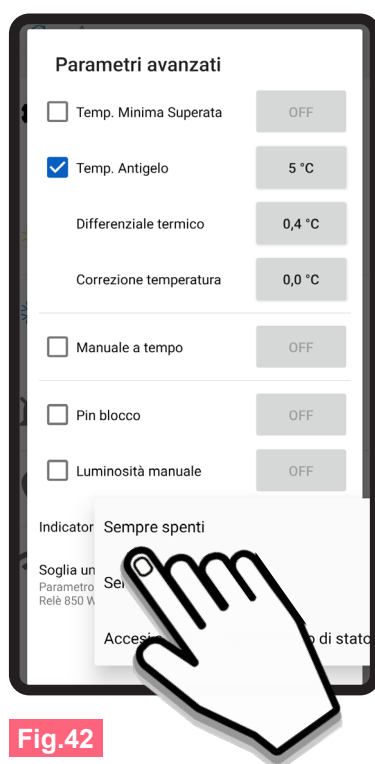 Parametri avanzati
Temp. Minima Superata OFF
Temp. Antigelo 5 °C
Differenziale termico 0,4 °C
Correzione temperatura 0,0 °C
Manuale a tempo OFF
Pin blocco OFF
Luminosità manuale OFF
Indicator Sempre spenti
Soglia un
Parametro
Relè 850 W
di stato
Fig.42